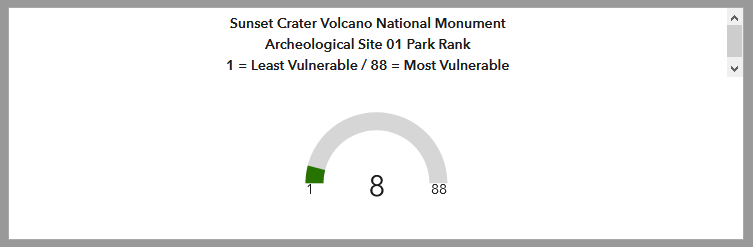 Sunset Crater Volcano National Monument
Archeological Site 01 Park Rank
1 = Least Vulnerable / 88 = Most Vulnerable
1
8
88